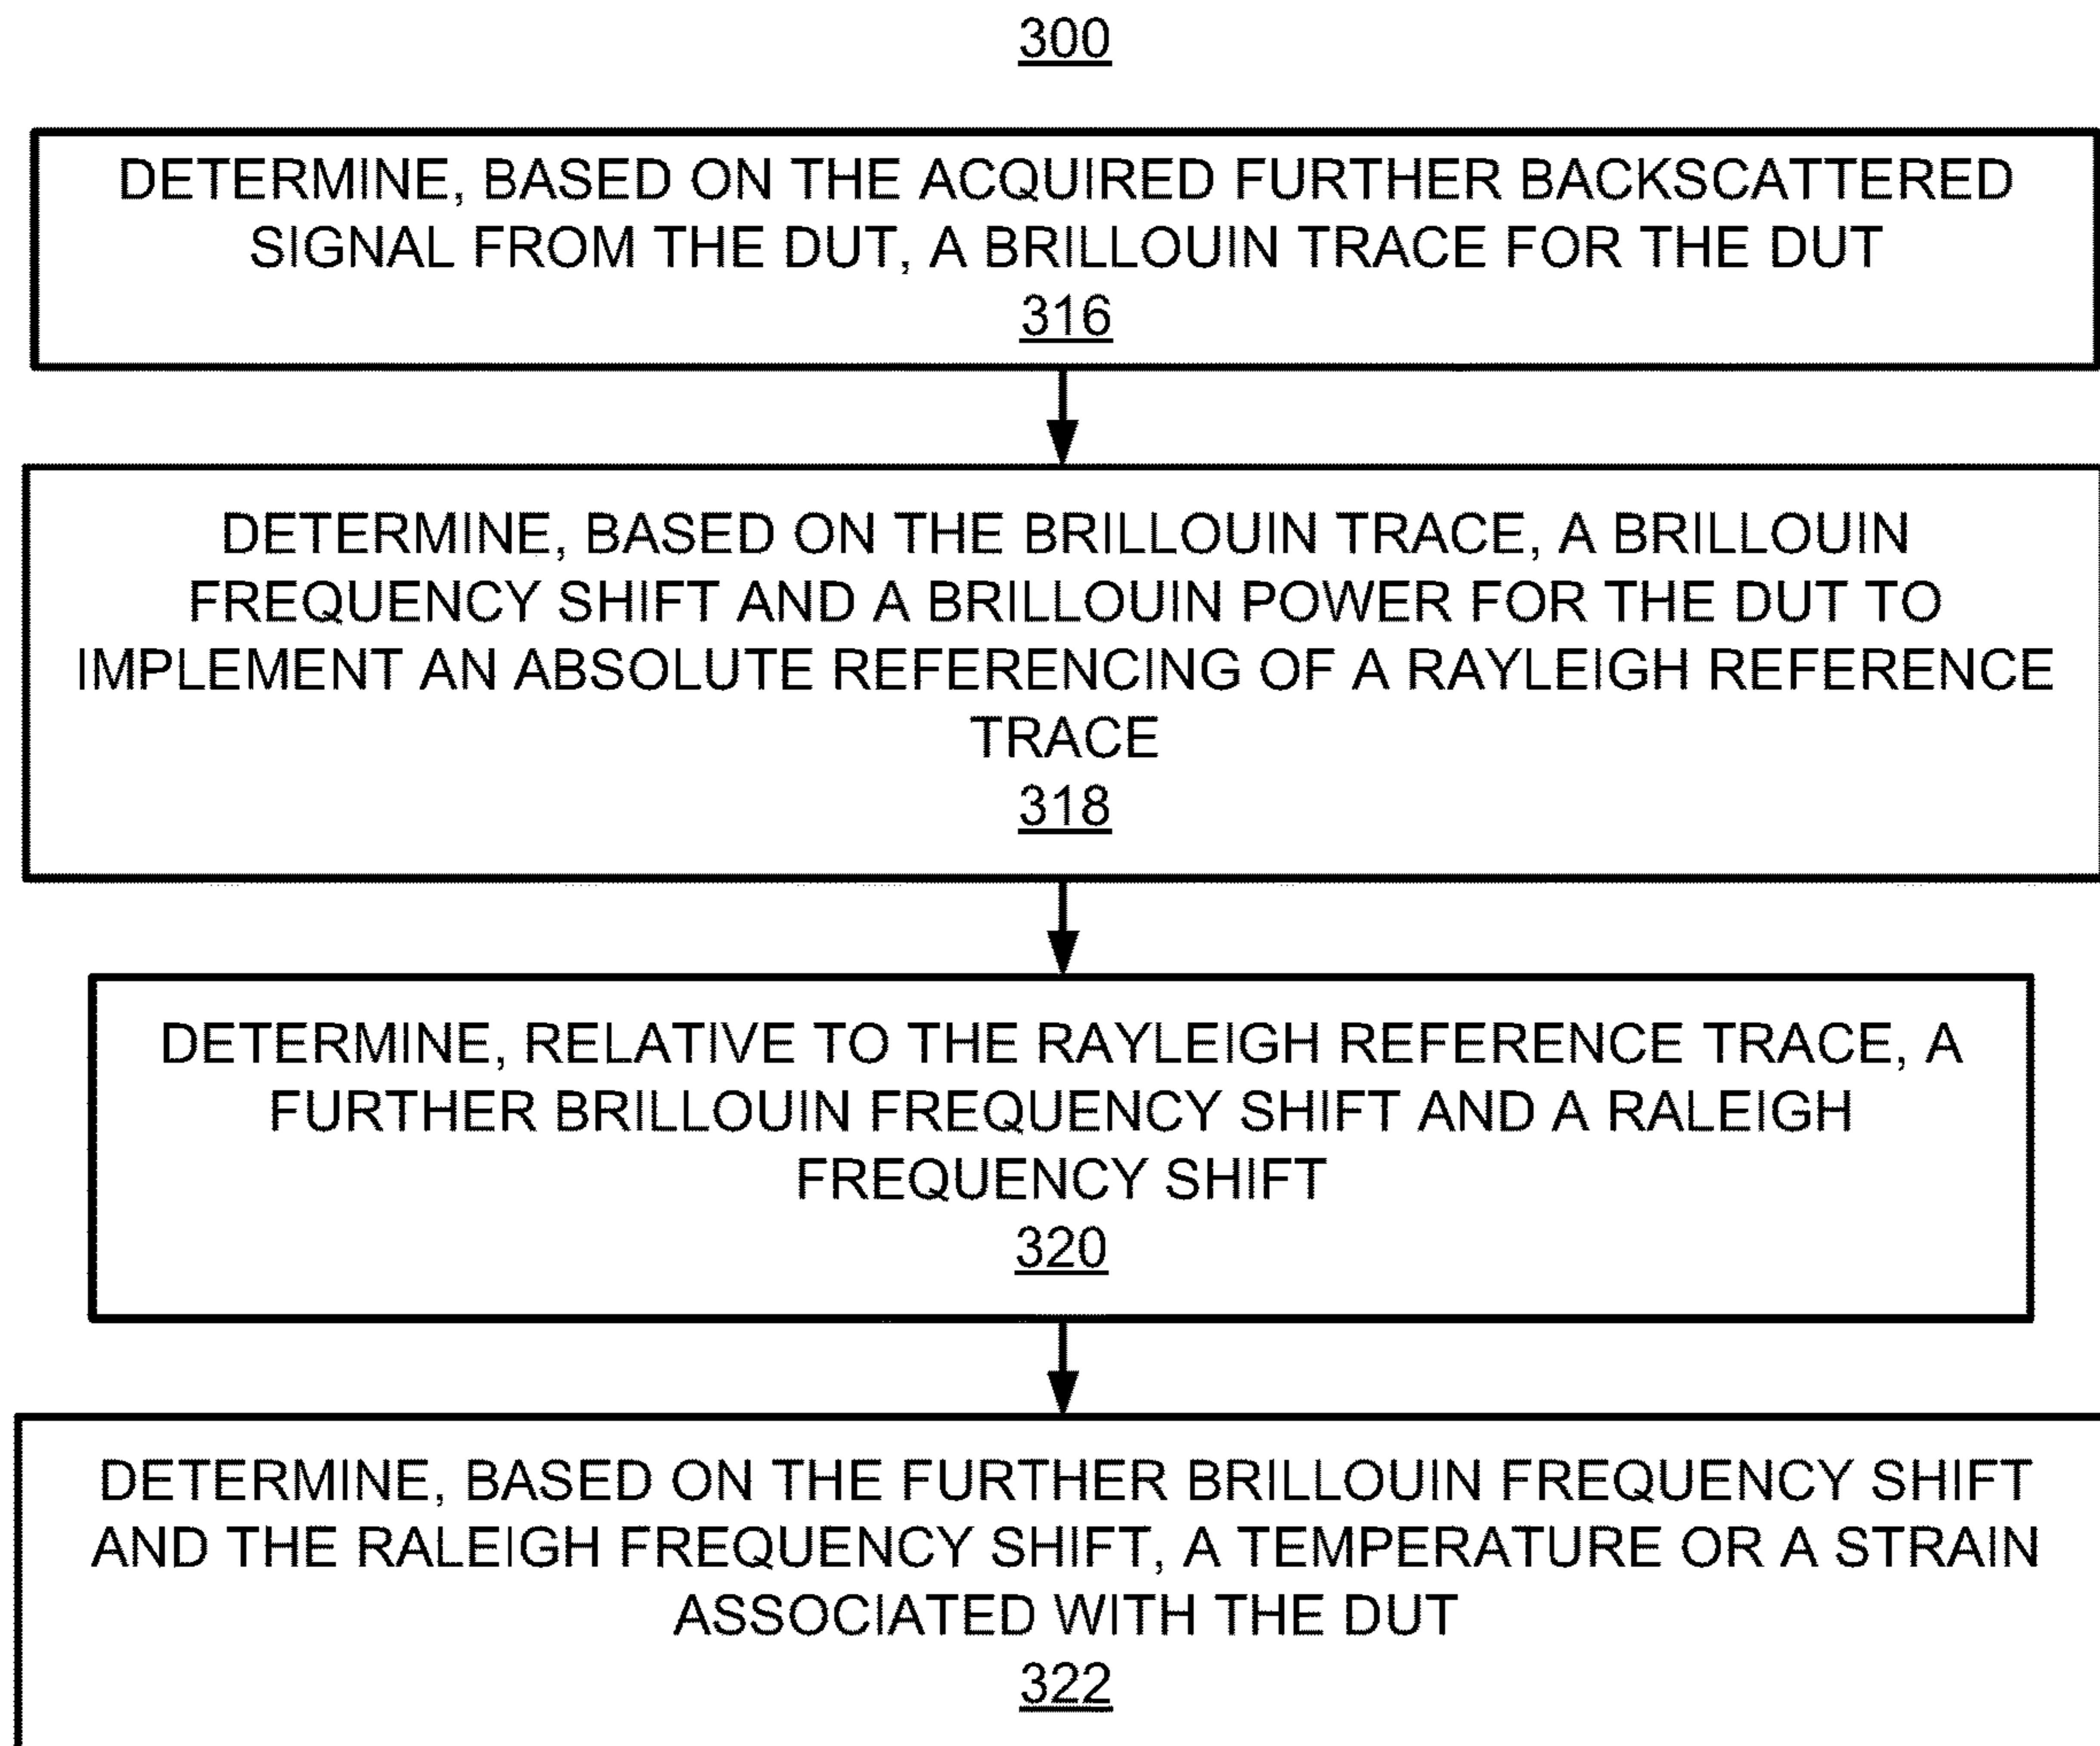 300
DETERMINE, BASED ON THE ACQUIRED FURTHER BACKSCATTERED
SIGNAL FROM THE DUT, A BRILLOUIN TRACE FOR THE DUT
316
DETERMINE, BASED ON THE BRILLOUIN TRACE, A BRILLOUIN
FREQUENCY SHIFT AND A BRILLOUIN POWER FOR THE DUT TO
IMPLEMENT AN ABSOLUTE REFERENCING OF A RAYLEIGH REFERENCE
TRACE
318
DETERMINE, RELATIVE TO THE RAYLEIGH REFERENCE TRACE, A
FURTHER BRILLOUIN FREQUENCY SHIFT AND A RALEIGH
FREQUENCY SHIFT
320
DETERMINE, BASED ON THE FURTHER BRILLOUIN FREQUENCY SHIFT
AND THE RALEIGH FREQUENCY SHIFT, A TEMPERATURE OR A STRAIN
ASSOCIATED WITH THE DUT
322